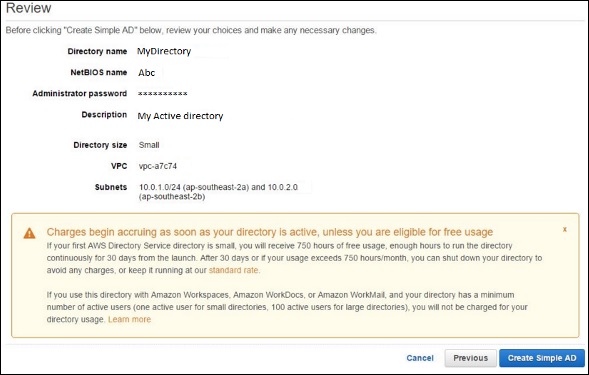 Review
Before clicking "Create Simple AD" below, review your choices and make any necessary changes.
Directory name MyDirectory
NetBIOS name Abc
Administrator password **********
Description My Active directory
Directory size Small
VPC vpc-a7c74
Subnets 10.0.1.0/24 (ap-southeast-2a) and 10.0.2.0
(ap-southeast-2b)
Charges begin accruing as soon as your directory is active, unless you are eligible for free usage x
If your first AWS Directory Service directory is small, you will receive 750 hours of free usage, enough hours to run the directory
continuously for 30 days from the launch. After 30 days or if your usage exceeds 750 hours/month, you can shut down your directory to
avoid any charges, or keep it running at our standard rate.
If you use this directory with Amazon Workspaces, Amazon WorkDocs, or Amazon WorkMail, and your directory has a minimum
number of active users (one active user for small directories, 100 active users for large directories), you will not be charged for your
directory usage. Learn more
Cancel Previous Create Simple AD